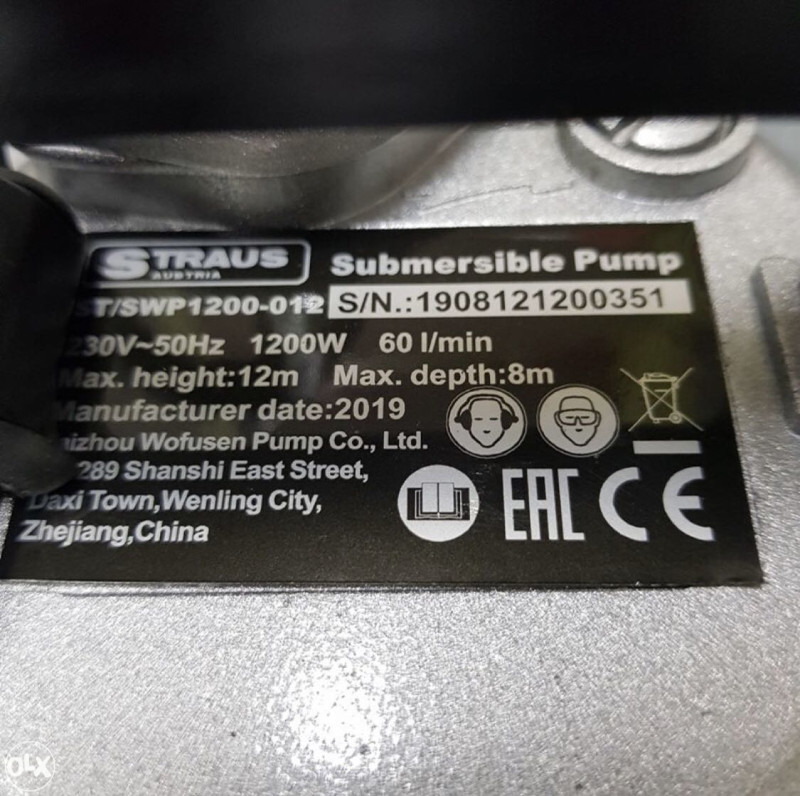 STRAUS
AUSTRIA
Submersible Pump
ST/SWP1200-012 S/N.:1908121200351
230V~50Hz 1200W 60 l/min
Max. height:12m Max. depth:8m
Manufacturer date:2019
Wofusen Pump Co., Ltd.
289 Shanshi East Street,
Daxi Town,Wenling City,
Zhejiang,China
EAC CE
OLX